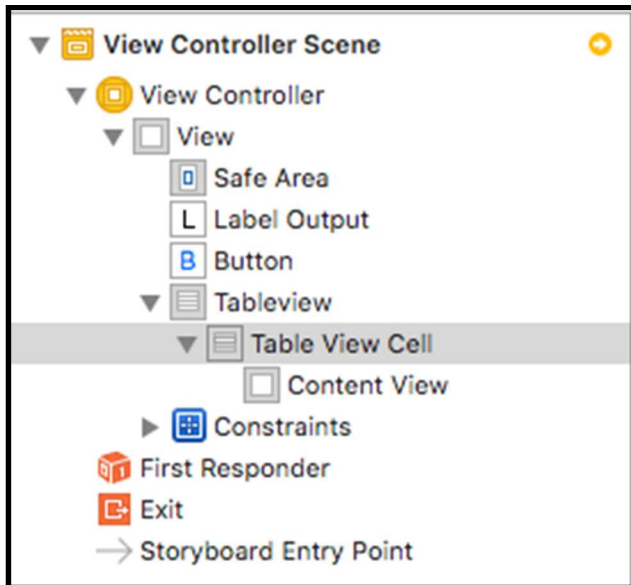 View Controller Scene
View Controller
View
Safe Area
L Label Output
B Button
Tableview
Table View Cell
Content View
Constraints
First Responder
Exit
Storyboard Entry Point